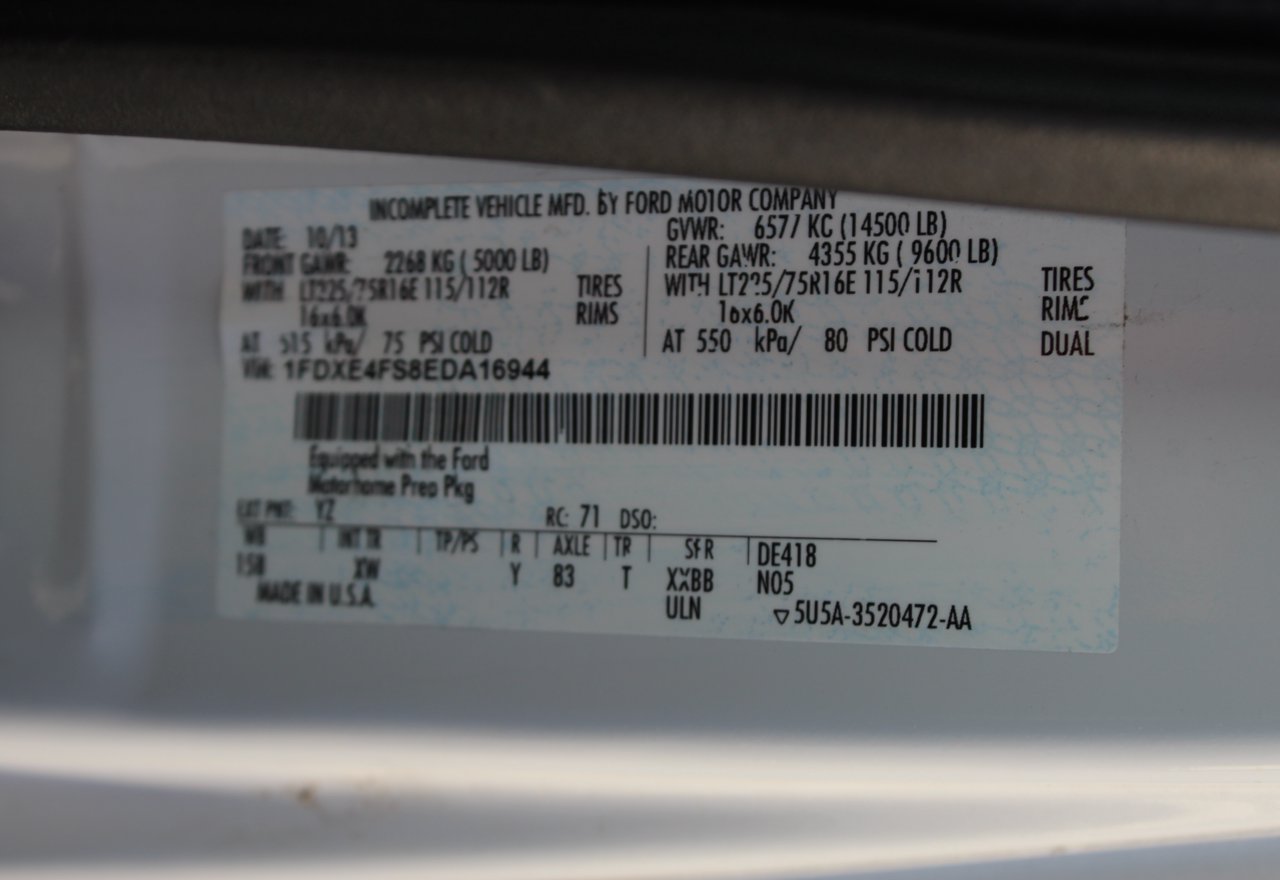 INCOMPLETE VEHICLE MFD. BY FORD MOTOR COMPANY
DATE: 10/13 GVWR: 6577 KG (14500 LB)
FRONT GAWR: 2268 KG ( 5000 LB) REAR GAWR: 4355 KG ( 9600 LB)
WITH LT225/75R16E 115/112R TIRES WITH LT225/75R16E 115/112R TIRES
16x6.0K RIMS 16x6.0K RIMS
AT 515 kPa/ 75 PSI COLD AT 550 kPa/ 80 PSI COLD DUAL
VIN: 1FDXE4FS8EDA16944
Equipped with the Ford
Motorhome Prep Pkg
EXT PNT: YZ RC: 71 DSO:
WB INT TR TP/PS R AXLE TR SFR DE418
158 XW Y 83 T XXBB N05
MADE IN U.S.A. ULN ▽5U5A-3520472-AA